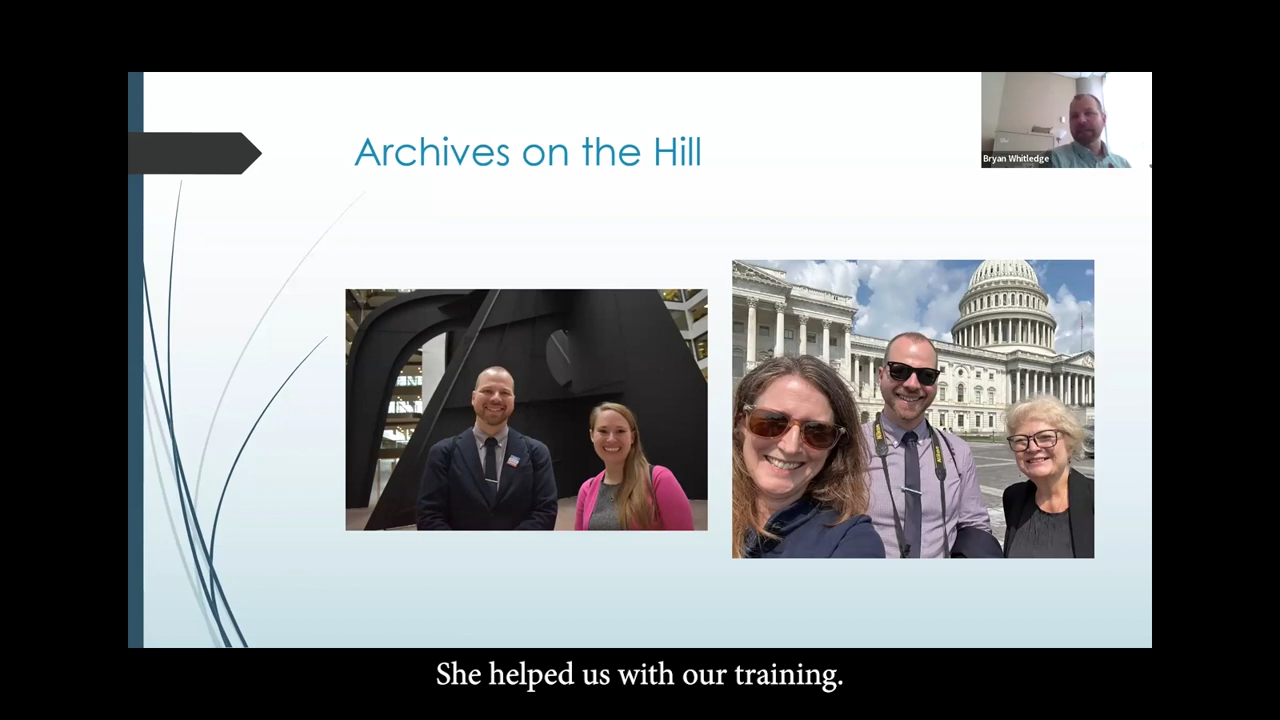 Archives on the Hill
Bryan Whitledge
She helped us with our training.